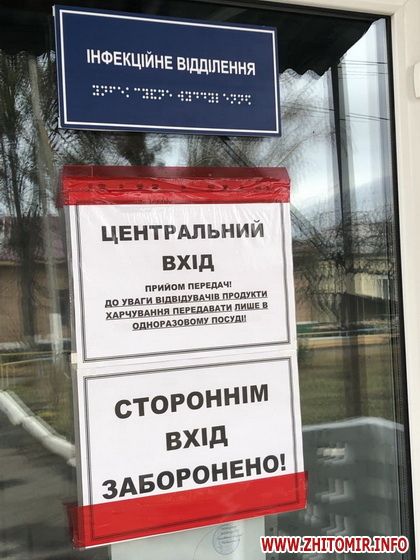 ІНФЕКЦІЙНЕ ВІДДІЛЕННЯ
ЦЕНТРАЛЬНИЙ
ВХІД
ПРИЙОМ ПЕРЕДАЧ!
ДО УВАГИ ВІДВІДУВАЧІВ ПРОДУКТИ
ХАРЧУВАННЯ ПЕРЕДАВАТИ ЛИШЕ В
ОДНОРАЗОВОМУ ПОСУДІ!
СТОРОННІМ
ВХІД
ЗАБОРОНЕНО!
WWW.ZHITOMIR.INFO